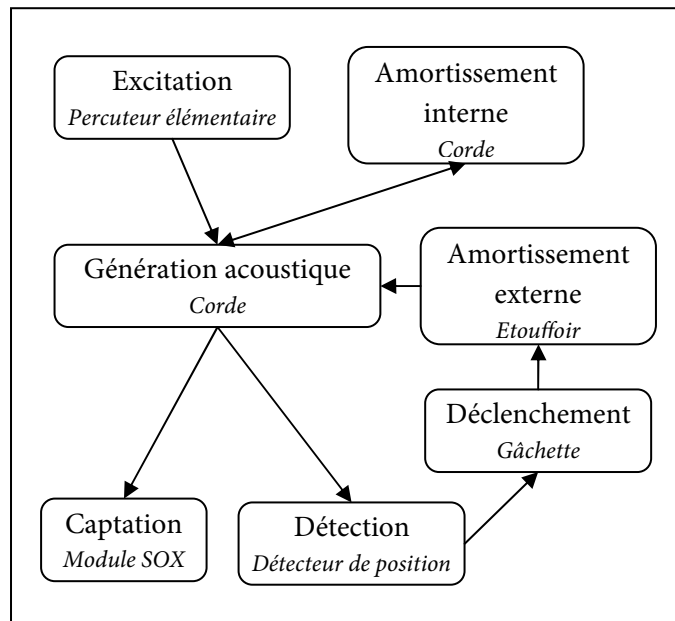 Excitation
Percuteur élémentaire
Amortissement
interne
Corde
Génération acoustique
Corde
Amortissement
externe
Etouffoir
Déclenchement
Gâchette
Captation
Module SOX
Détection
Détecteur de position